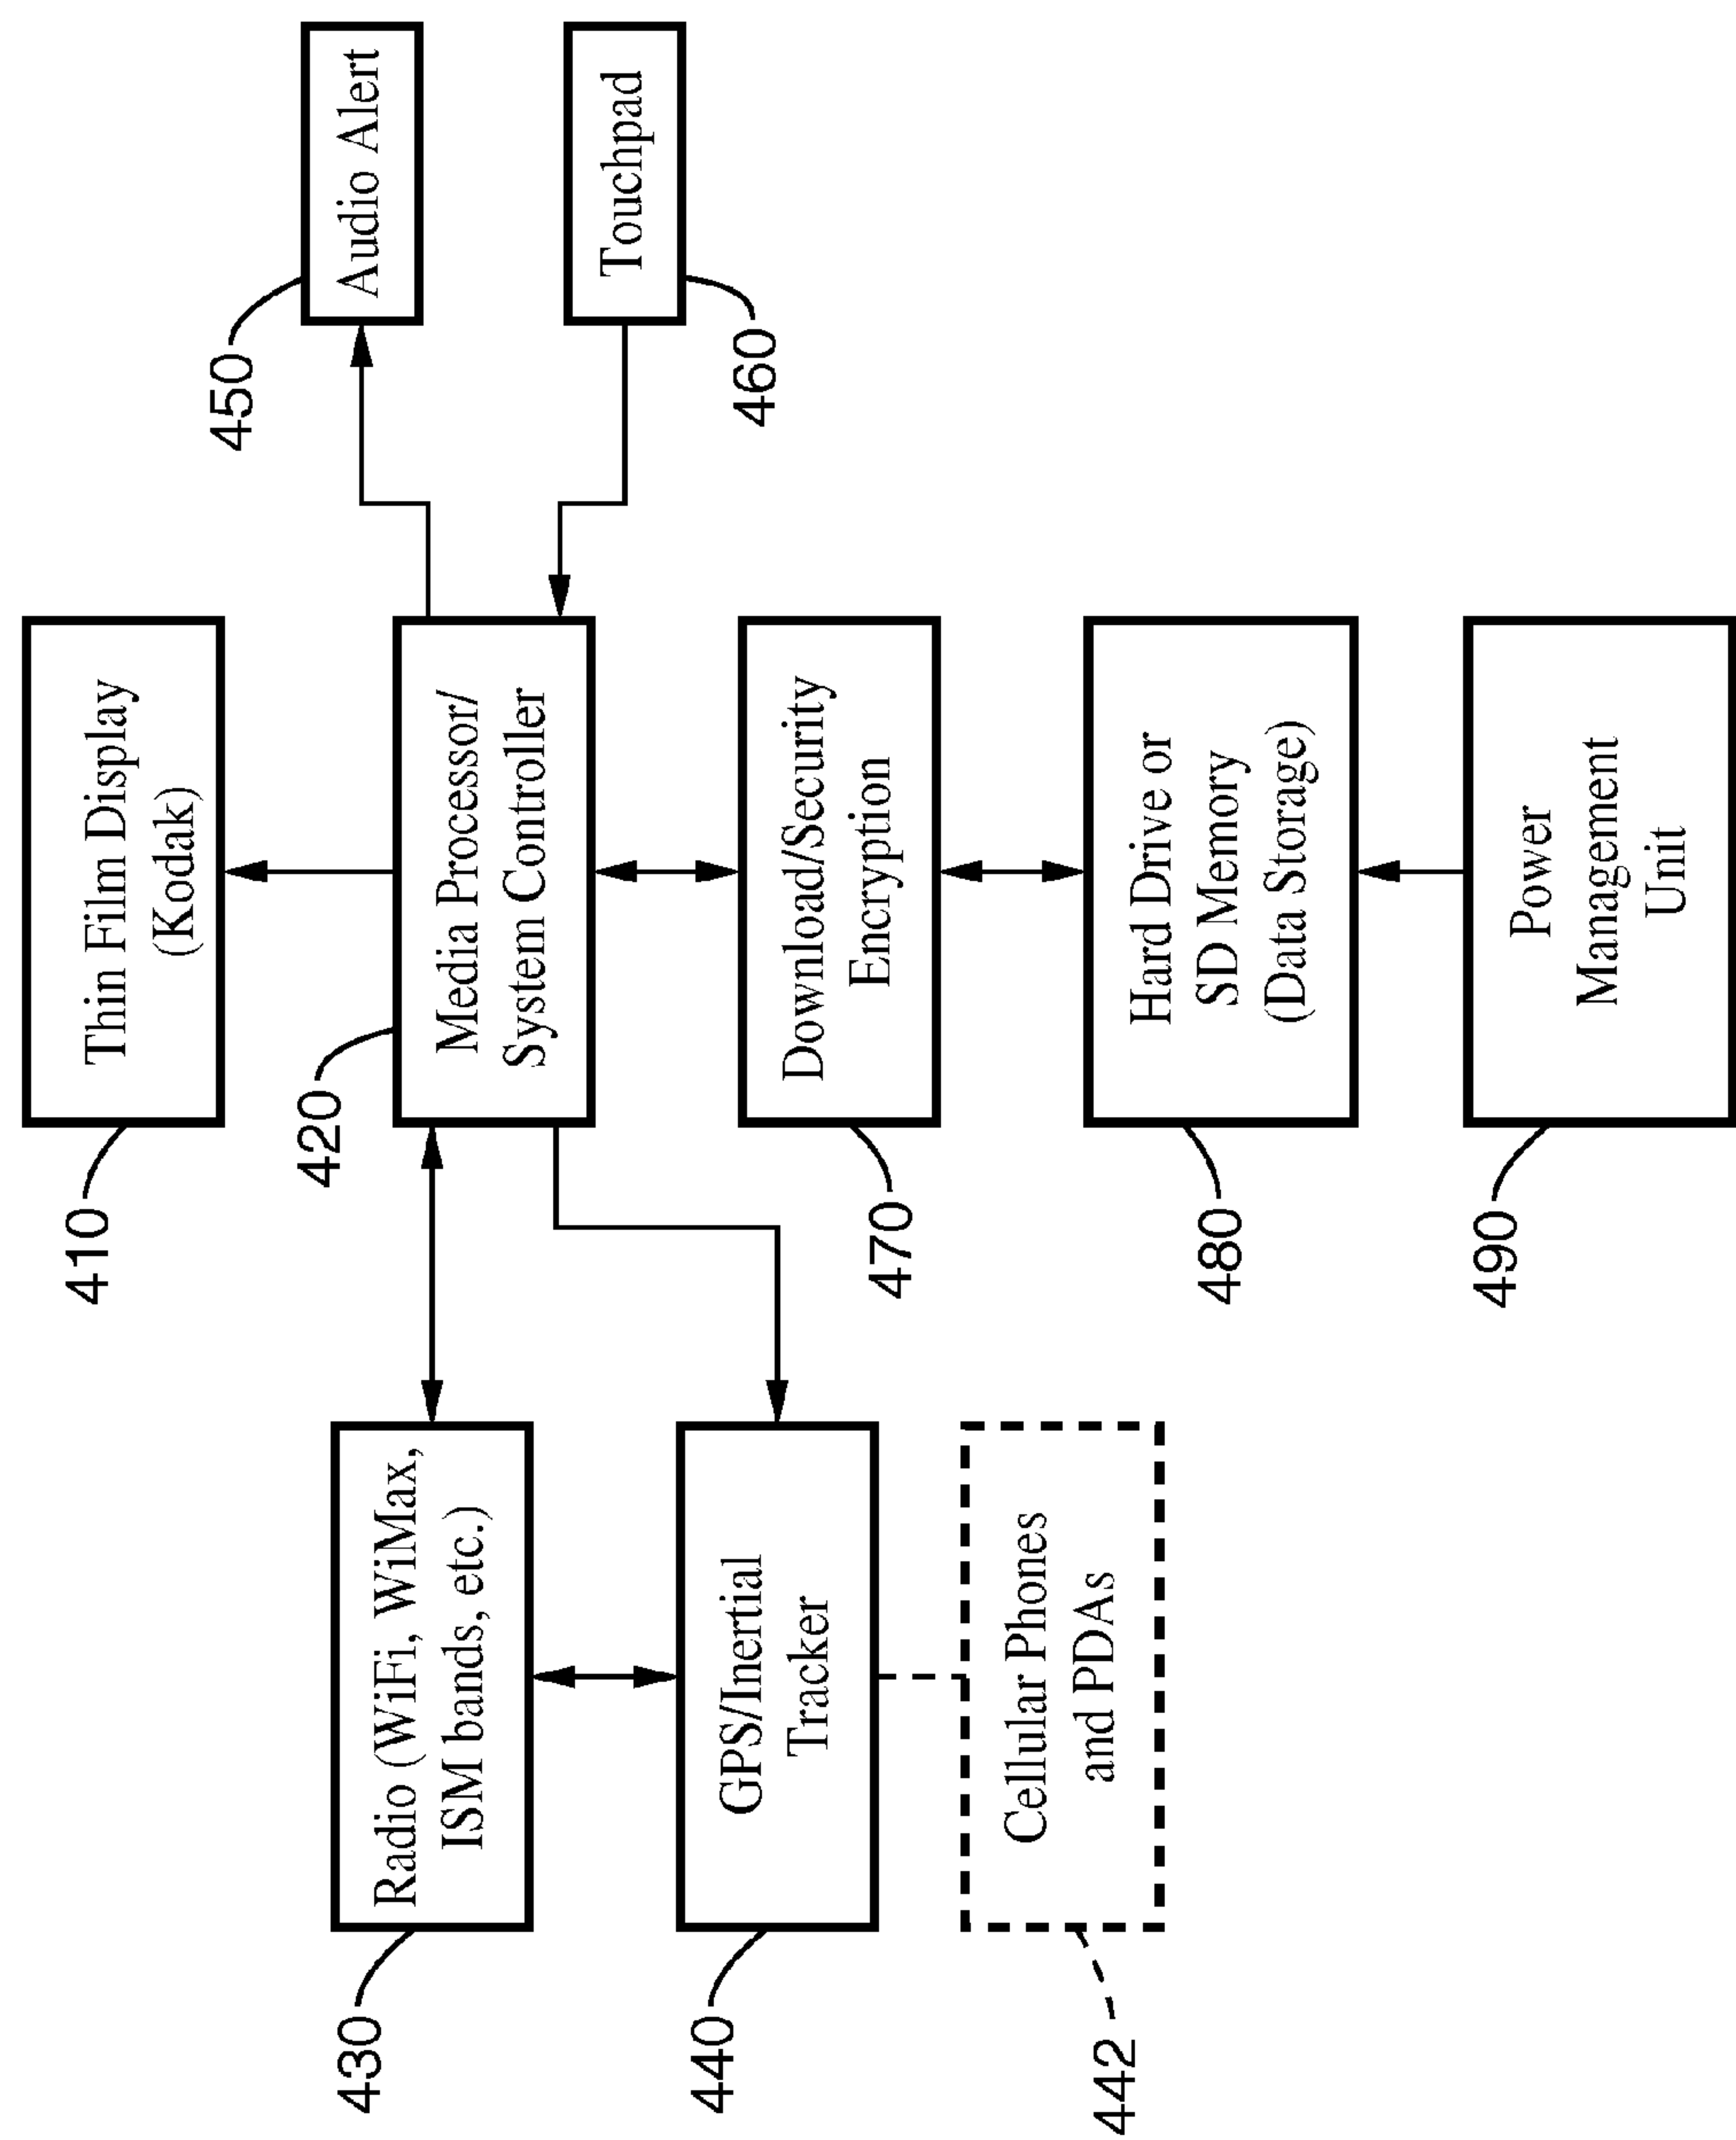 410
Thin Film Display
(Kodak)
420
Media Processor/
System Controller
430
Radio (WiFi, WiMax,
ISM bands, etc.)
440
GPS/Inertial
Tracker
442
Cellular Phones
and PDAs
450
Audio Alert
460
Touchpad
470
Download/Security
Encryption
480
Hard Drive or
SD Memory
(Data Storage)
490
Power
Management
Unit